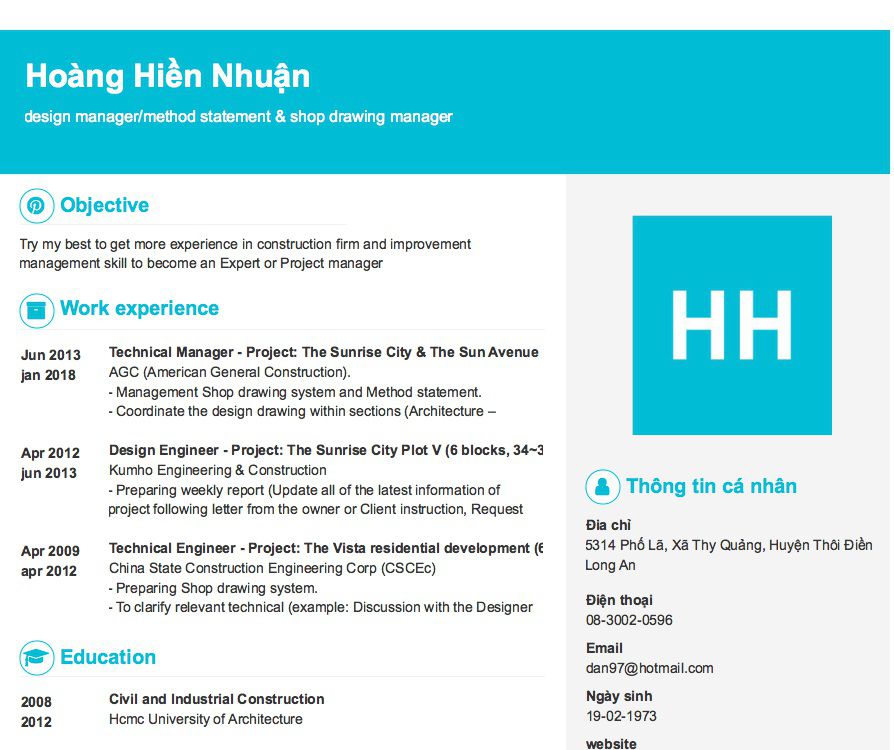 Hoàng Hiền Nhuận
design manager/method statement & shop drawing manager
Objective
Try my best to get more experience in construction firm and improvement
management skill to become an Expert or Project manager
Work experience
Jun 2013
jan 2018
Technical Manager - Project: The Sunrise City & The Sun Avenue
AGC (American General Construction).
- Management Shop drawing system and Method statement.
- Coordinate the design drawing within sections (Architecture –
Apr 2012
jun 2013
Design Engineer - Project: The Sunrise City Plot V (6 blocks, 34~3
Kumho Engineering & Construction
- Preparing weekly report (Update all of the latest information of
project following letter from the owner or Client instruction, Request
Apr 2009
apr 2012
Technical Engineer - Project: The Vista residential development (6
China State Construction Engineering Corp (CSCEc)
- Preparing Shop drawing system.
- To clarify relevant technical (example: Discussion with the Designer
Education
2008
2012
Civil and Industrial Construction
Hcmc University of Architecture
HH
Thông tin cá nhân
Đia chỉ
5314 Phố Lã, Xã Thy Quảng, Huyện Thôi Điền
Long An
Điện thoại
08-3002-0596
Email
dan97@hotmail.com
Ngày sinh
19-02-1973
website